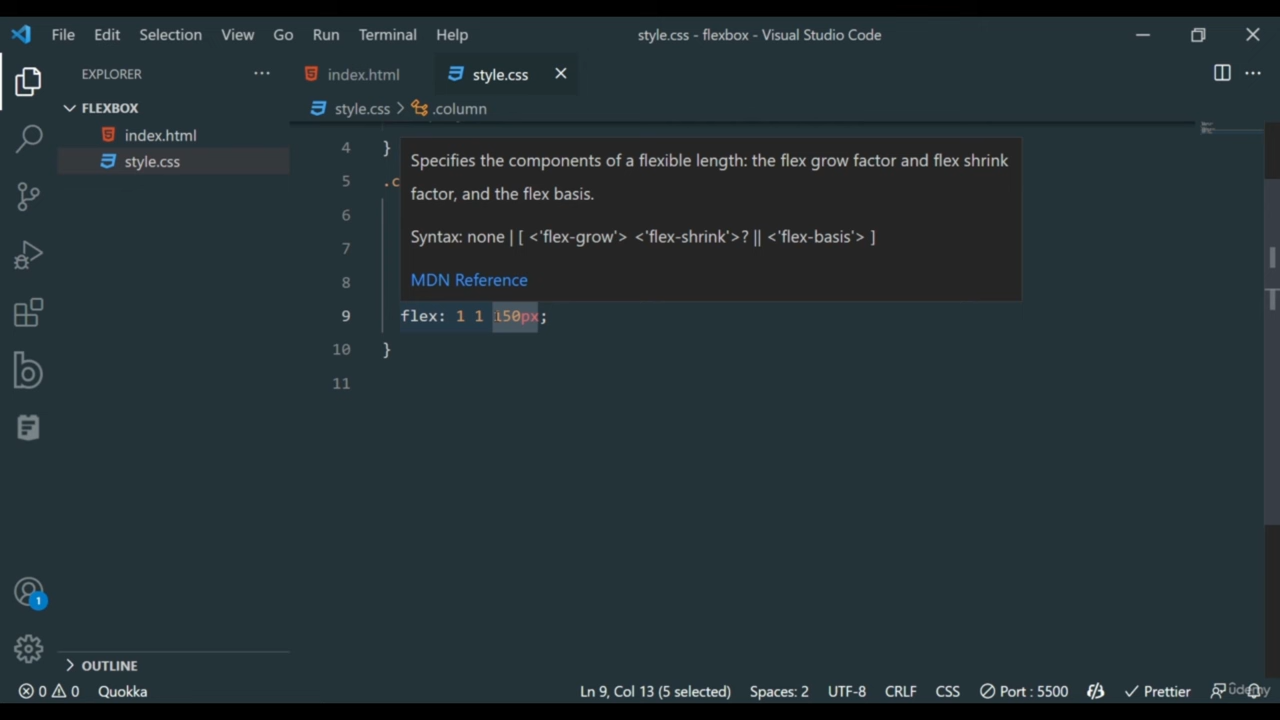 File Edit Selection View Go Run Terminal Help style.css - flexbox - Visual Studio Code
EXPLORER
index.html style.css
FLEXBOX
style.css > .column
index.html
style.css
4 }
5 .c
6
7
8
9 flex: 1 1 150px;
10 }
11
Specifies the components of a flexible length: the flex grow factor and flex shrink
factor, and the flex basis.
Syntax: none | [ <'flex-grow'> <'flex-shrink'>? || <'flex-basis'> ]
MDN Reference
1
OUTLINE
0 0 Quokka Ln 9, Col 13 (5 selected) Spaces: 2 UTF-8 CRLF CSS Port : 5500 Prettier
ûdemy